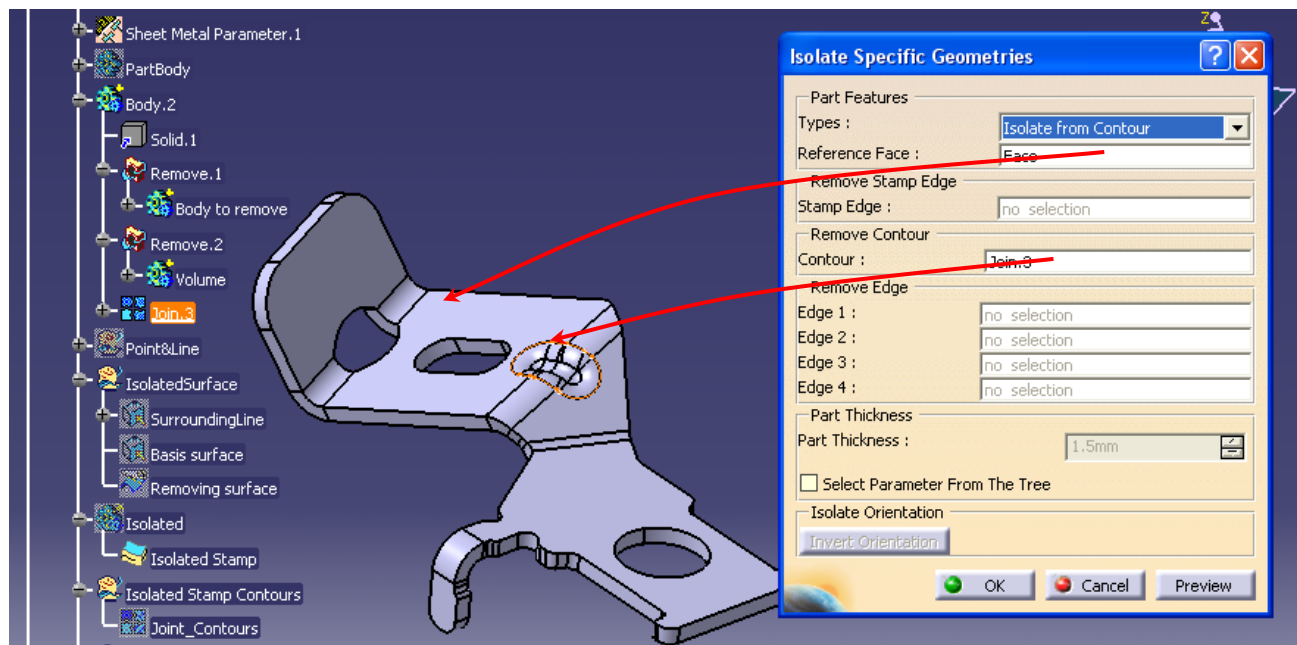 Sheet Metal Parameter.1
PartBody
Body.2
Solid.1
Remove.1
Body to remove
Remove.2
Volume
Join.3
Point&Line
IsolatedSurface
SurroundingLine
Basis surface
Removing surface
Isolated
Isolated Stamp
Isolated Stamp Contours
Joint_Contours
Z
Isolate Specific Geometries
Part Features
Types : Isolate from Contour
Reference Face : Face
Remove Stamp Edge
Stamp Edge : no selection
Remove Contour
Contour : Join.3
Remove Edge
Edge 1 : no selection
Edge 2 : no selection
Edge 3 : no selection
Edge 4 : no selection
Part Thickness
Part Thickness : 1.5mm
Select Parameter From The Tree
Isolate Orientation
Invert Orientation
OK Cancel Preview